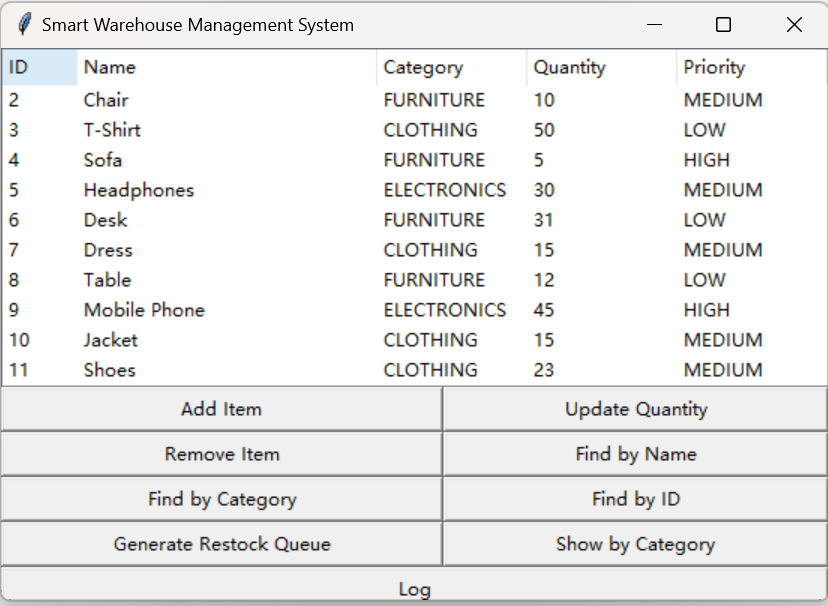 Smart Warehouse Management System
ID Name Category Quantity Priority
2 Chair FURNITURE 10 MEDIUM
3 T-Shirt CLOTHING 50 LOW
4 Sofa FURNITURE 5 HIGH
5 Headphones ELECTRONICS 30 MEDIUM
6 Desk FURNITURE 31 LOW
7 Dress CLOTHING 15 MEDIUM
8 Table FURNITURE 12 LOW
9 Mobile Phone ELECTRONICS 45 HIGH
10 Jacket CLOTHING 15 MEDIUM
11 Shoes CLOTHING 23 MEDIUM
Add Item Update Quantity
Remove Item Find by Name
Find by Category Find by ID
Generate Restock Queue Show by Category
Log